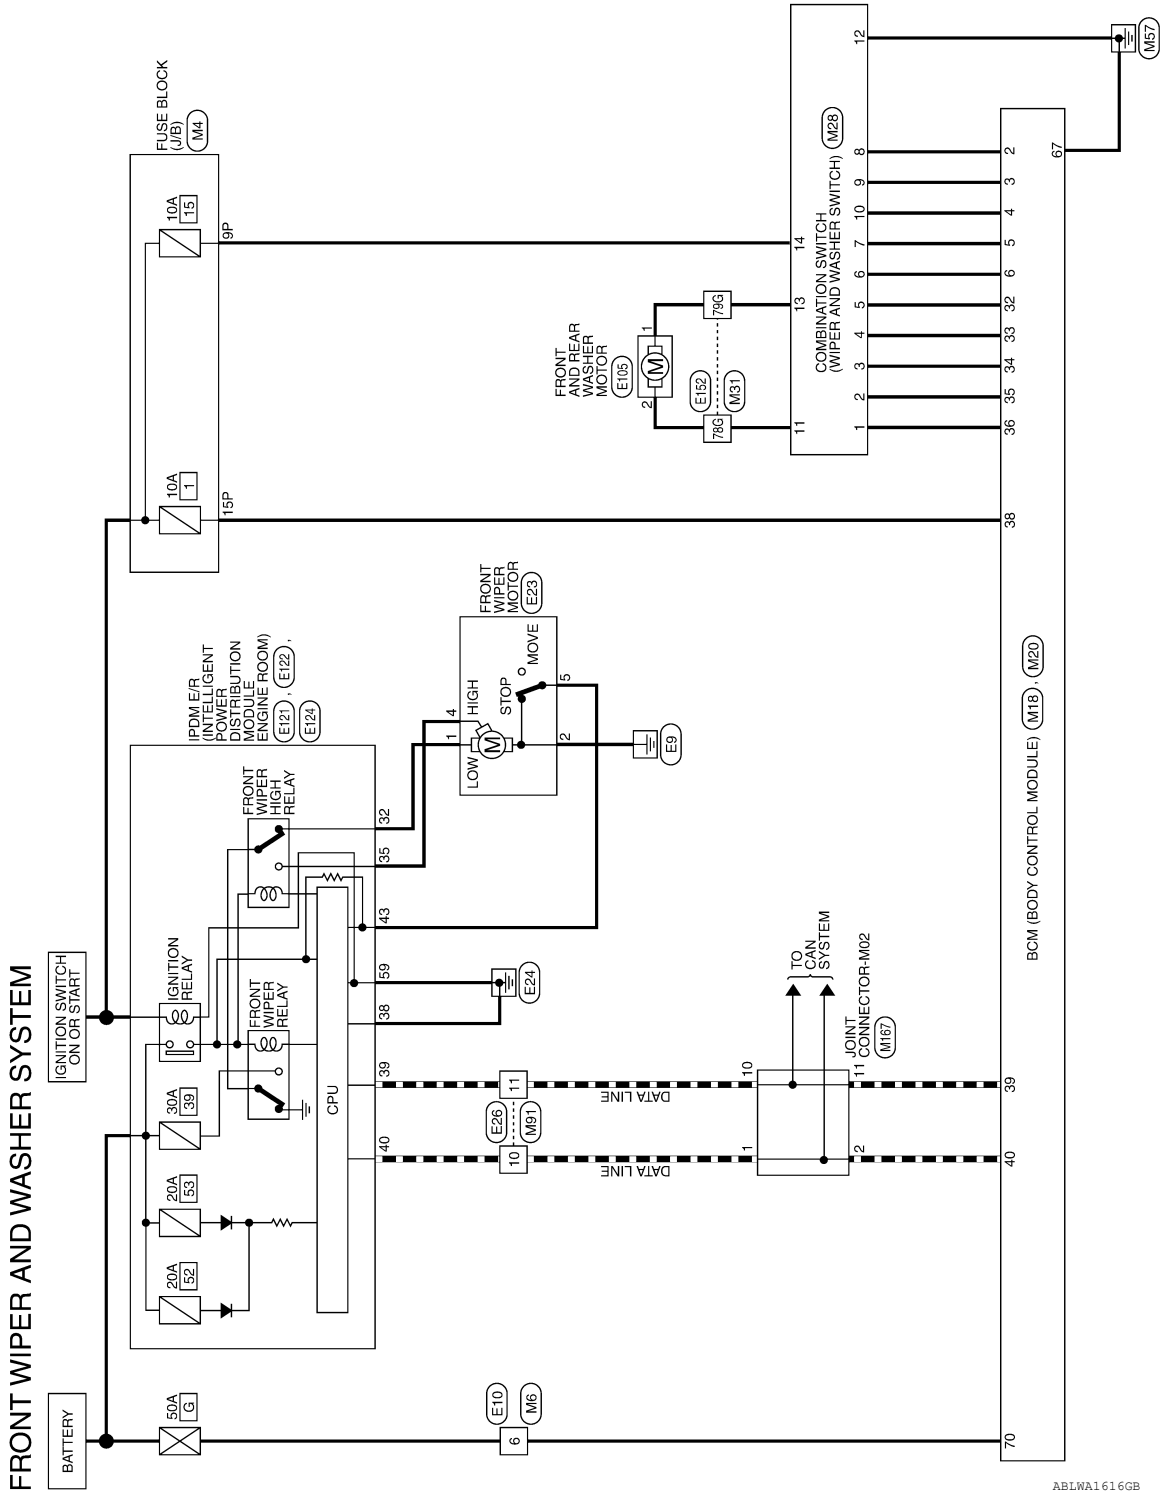 FRONT WIPER AND WASHER SYSTEM
BATTERY
IGNITION SWITCH
ON OR START
50A
G
20A
52
20A
53
30A
39
IGNITION
RELAY
FRONT
WIPER
RELAY
FRONT
WIPER
HIGH
RELAY
CPU
IPDM E/R
(INTELLIGENT
POWER
DISTRIBUTION
MODULE
ENGINE ROOM)
E121 , E122 ,
E124
40
39
38
59
43
35
32
FUSE BLOCK
(J/B)
M4
10A
1
10A
15
15P
9P
E10
M6
6
E26
M91
10
11
DATA LINE
DATA LINE
E24
FRONT
WIPER
MOTOR
E23
LOW
HIGH
M
STOP
MOVE
1
4
2
5
E9
FRONT
AND REAR
WASHER
MOTOR
E105
M
2
1
E152
M31
78G
79G
1
10
2
11
JOINT
CONNECTOR-M02
M167
TO
CAN
SYSTEM
11
13
14
COMBINATION SWITCH
(WIPER AND WASHER SWITCH)
M28
1
2
3
4
5
6
7
10
9
8
12
70
40
39
38
36
35
34
33
32
6
5
4
3
2
67
BCM (BODY CONTROL MODULE) M18 , M20
M57
ABLWA1616GB